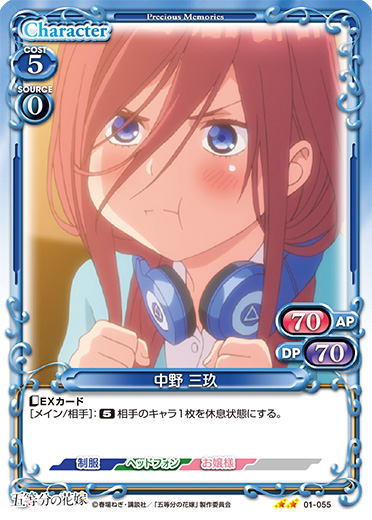 Precious Memories
Character
COST
5
SOURCE
0
70 AP
DP 70
中野 三玖
EXカード
[メイン/相手]: 5 相手のキャラ1枚を休息状態にする。
制服 ヘッドフォン お嬢様
五等分の花嫁
©春場ねぎ・講談社／「五等分の花嫁」製作委員会
01-055